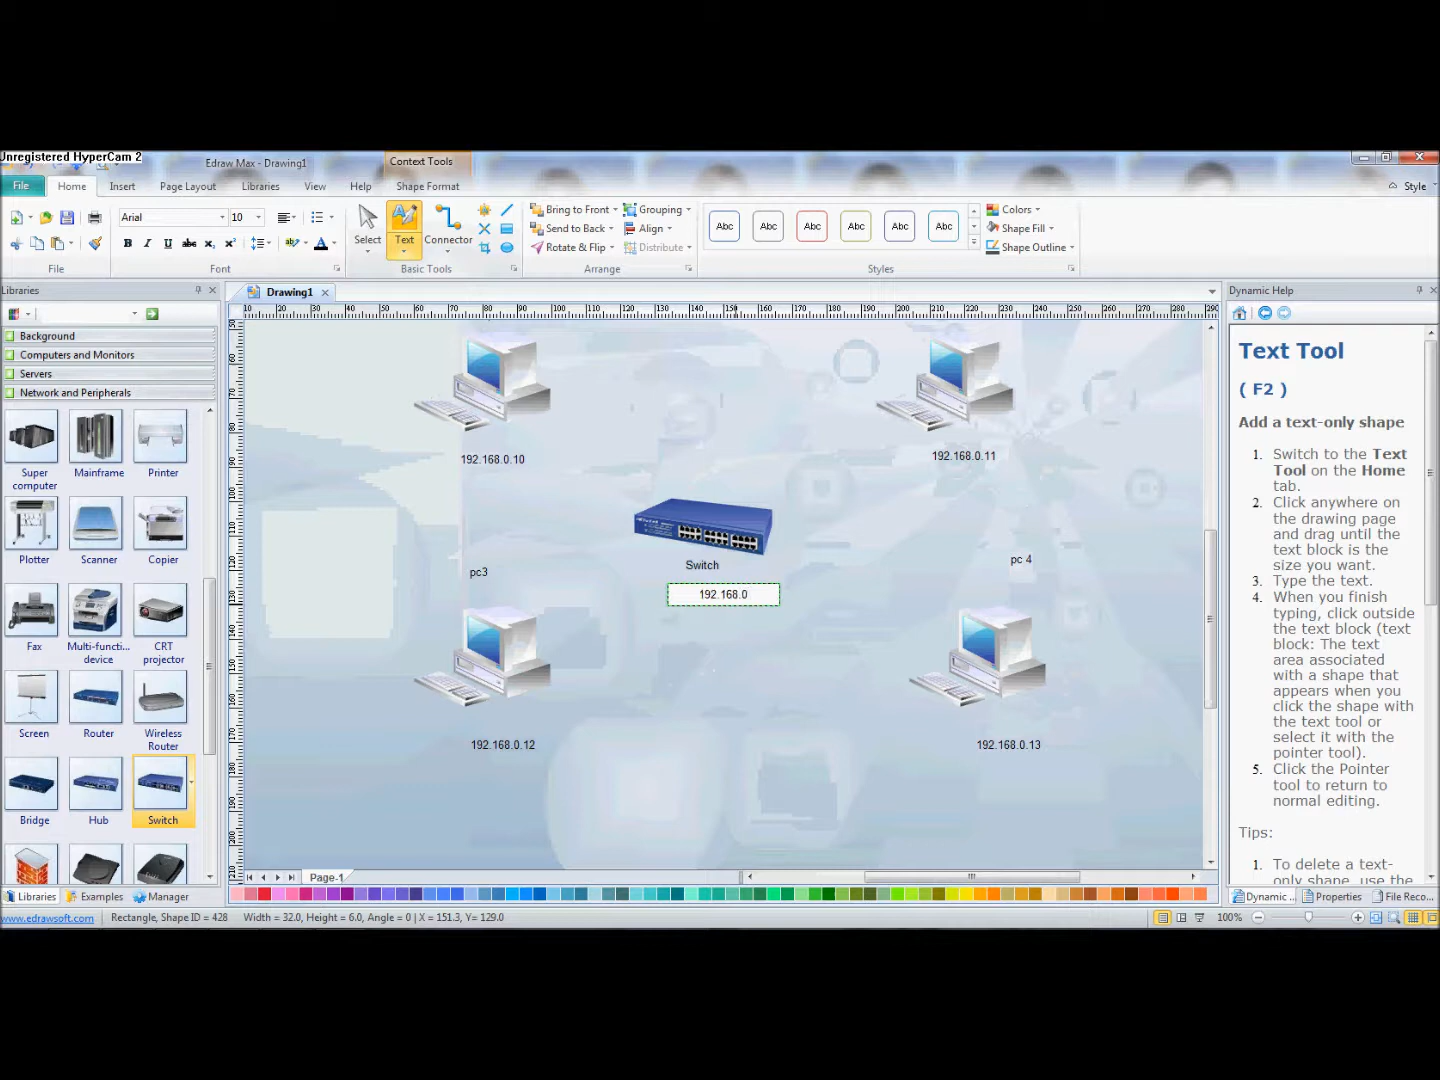 Unregistered HyperCam 2
Edraw Max - Drawing1
Context Tools
File
Home
Insert
Page Layout
Libraries
View
Help
Shape Format
Style
Arial
10
Select
Text
Connector
Bring to Front
Grouping
Send to Back
Align
Rotate & Flip
Distribute
Abc
Abc
Abc
Abc
Abc
Abc
Colors
Shape Fill
Shape Outline
File
Font
Basic Tools
Arrange
Styles
Libraries
Drawing1
Dynamic Help
Background
Computers and Monitors
Servers
Network and Peripherals
Super computer
Mainframe
Printer
Plotter
Scanner
Copier
Fax
Multi-functi... device
CRT projector
Screen
Router
Wireless Router
Bridge
Hub
Switch
192.168.0.10
192.168.0.11
Switch
192.168.0
pc3
pc 4
192.168.0.12
192.168.0.13
Text Tool
( F2 )
Add a text-only shape
1. Switch to the Text
Tool on the Home
tab.
2. Click anywhere on
the drawing page
and drag until the
text block is the
size you want.
3. Type the text.
4. When you finish
typing, click outside
the text block (text
block: The text
area associated
with a shape that
appears when you
click the shape with
the text tool or
select it with the
pointer tool).
5. Click the Pointer
tool to return to
normal editing.
Tips:
1. To delete a text-
only shape, use the
Page-1
Libraries
Examples
Manager
Dynamic ...
Properties
File Reco...
www.edrawsoft.com
Rectangle, Shape ID = 428
Width = 32.0, Height = 6.0, Angle = 0 | X = 151.3, Y= 129.0
100%